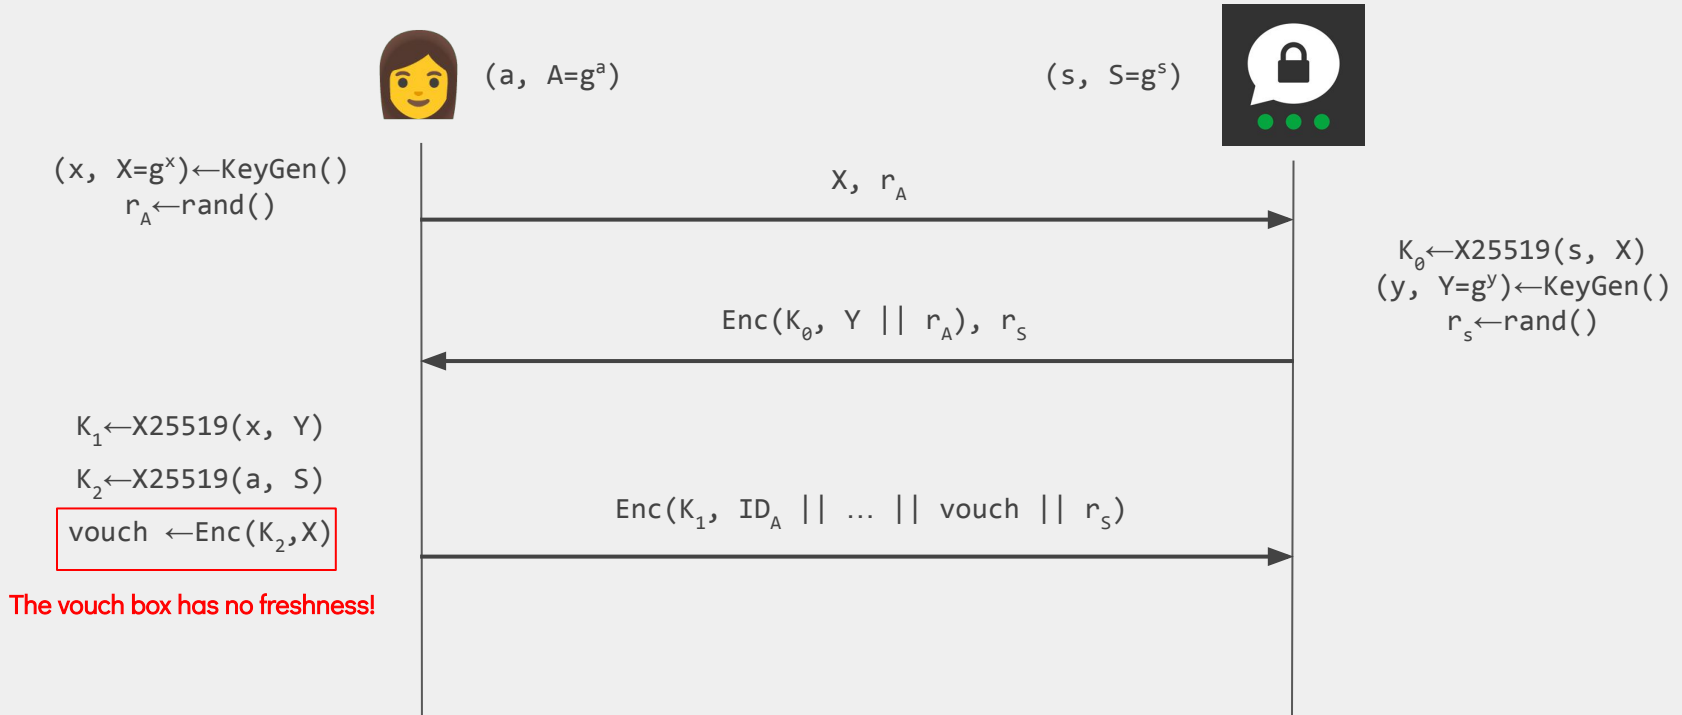 (a, A=gᵃ)
(s, S=gˢ)
(x, X=gˣ)←KeyGen()
r_A←rand()
X, r_A
K₀←X25519(s, X)
(y, Y=gʸ)←KeyGen()
r_s←rand()
Enc(K₀, Y || r_A), r_S
K₁←X25519(x, Y)
K₂←X25519(a, S)
vouch ←Enc(K₂,X)
Enc(K₁, ID_A || … || vouch || r_S)
The vouch box has no freshness!